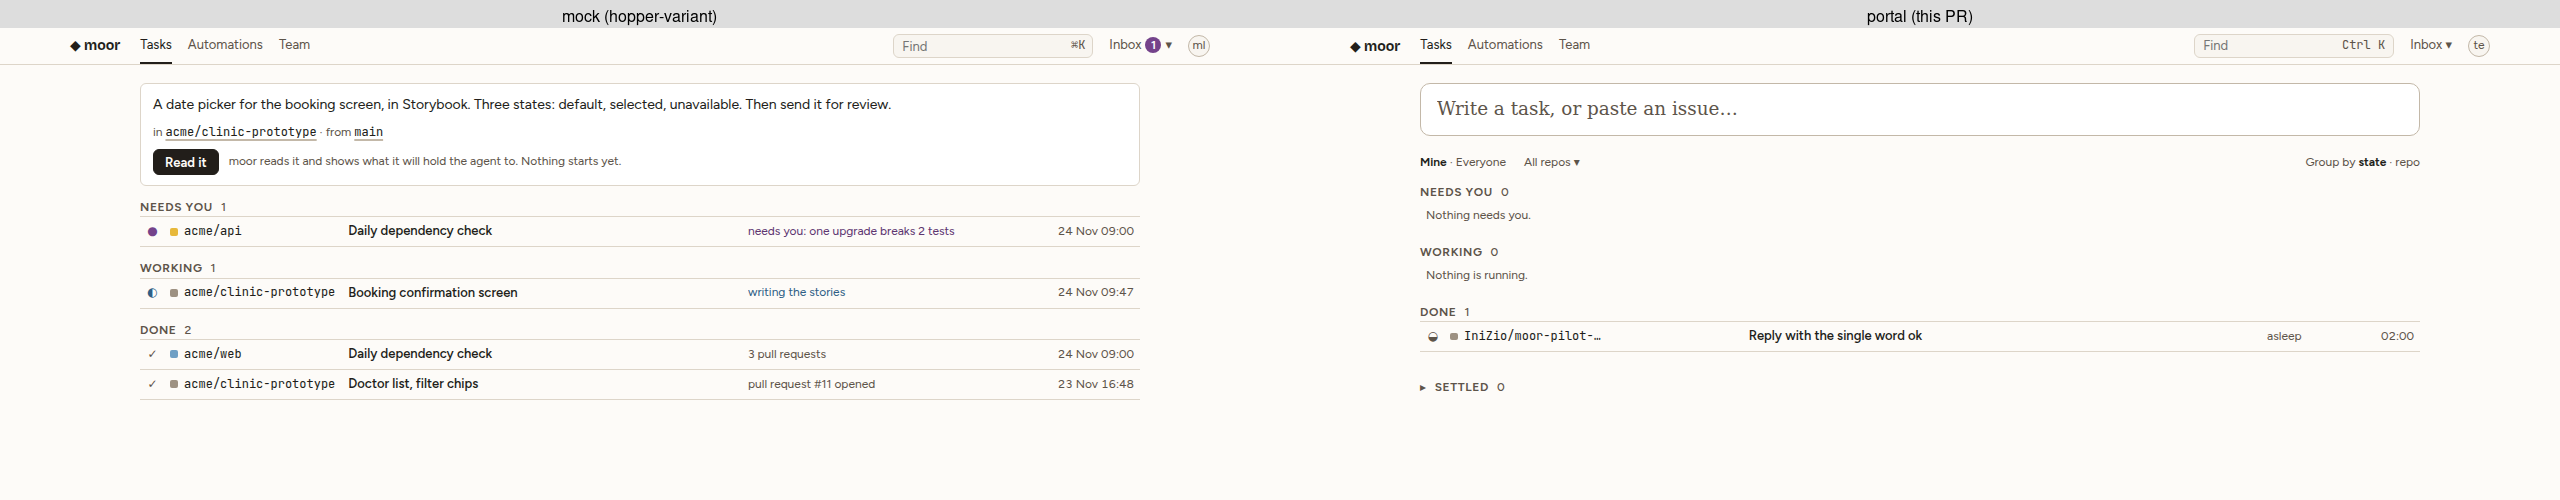 mock (hopper-variant)
◆ moor Tasks Automations Team Find ⌘K Inbox 1 ▾ ml
A date picker for the booking screen, in Storybook. Three states: default, selected, unavailable. Then send it for review.
in acme/clinic-prototype · from main
Read it moor reads it and shows what it will hold the agent to. Nothing starts yet.
NEEDS YOU 1
acme/api Daily dependency check needs you: one upgrade breaks 2 tests 24 Nov 09:00
WORKING 1
acme/clinic-prototype Booking confirmation screen writing the stories 24 Nov 09:47
DONE 2
✓ acme/web Daily dependency check 3 pull requests 24 Nov 09:00
✓ acme/clinic-prototype Doctor list, filter chips pull request #11 opened 23 Nov 16:48
portal (this PR)
◆ moor Tasks Automations Team Find Ctrl K Inbox ▾ te
Write a task, or paste an issue…
Mine · Everyone All repos ▾ Group by state · repo
NEEDS YOU 0
Nothing needs you.
WORKING 0
Nothing is running.
DONE 1
IniZio/moor-pilot-… Reply with the single word ok asleep 02:00
▸ SETTLED 0